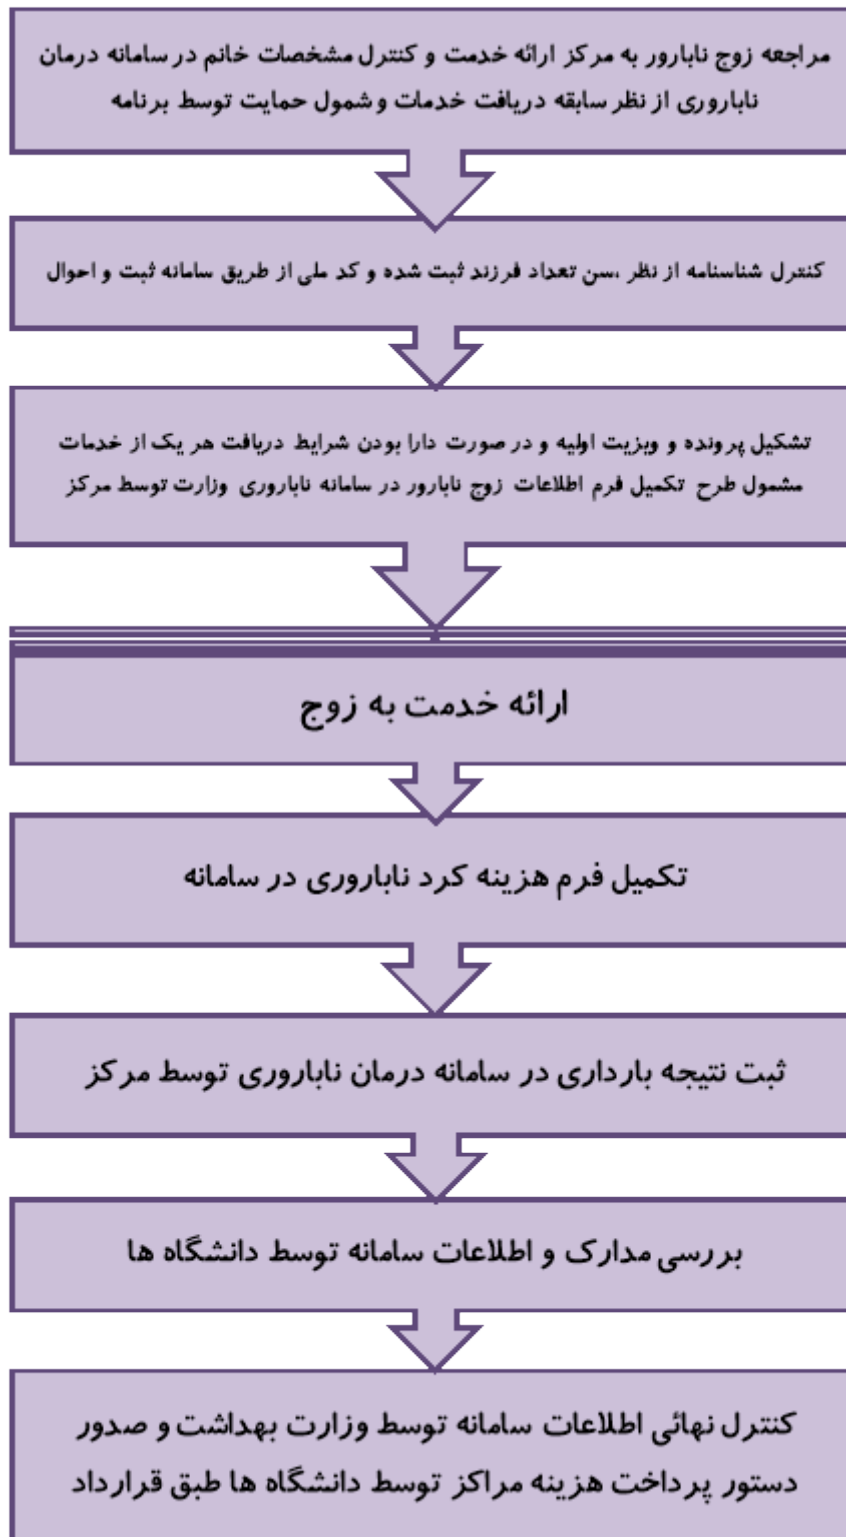 مراجعه زوج نابارور به مرکز ارائه خدمت و کنترل مشخصات خانم در سامانه درمان
ناباروری از نظر سابقه دریافت خدمات و شمول حمایت توسط برنامه
کنترل شناسنامه از نظر ،سن تعداد فرزند ثبت شده و کد ملی از طریق سامانه ثبت و احوال
تشکیل پرونده و ویزیت اولیه و در صورت دارا بودن شرایط دریافت هر یک از خدمات
مشمول طرح تکمیل فرم اطلاعات زوج نابارور در سامانه ناباروری وزارت توسط مرکز
ارائه خدمت به زوج
تکمیل فرم هزینه کرد ناباروری در سامانه
ثبت نتیجه بارداری در سامانه درمان ناباروری توسط مرکز
بررسی مدارک و اطلاعات سامانه توسط دانشگاه ها
کنترل نهائی اطلاعات سامانه توسط وزارت بهداشت و صدور
دستور پرداخت هزینه مراکز توسط دانشگاه ها طبق قرارداد